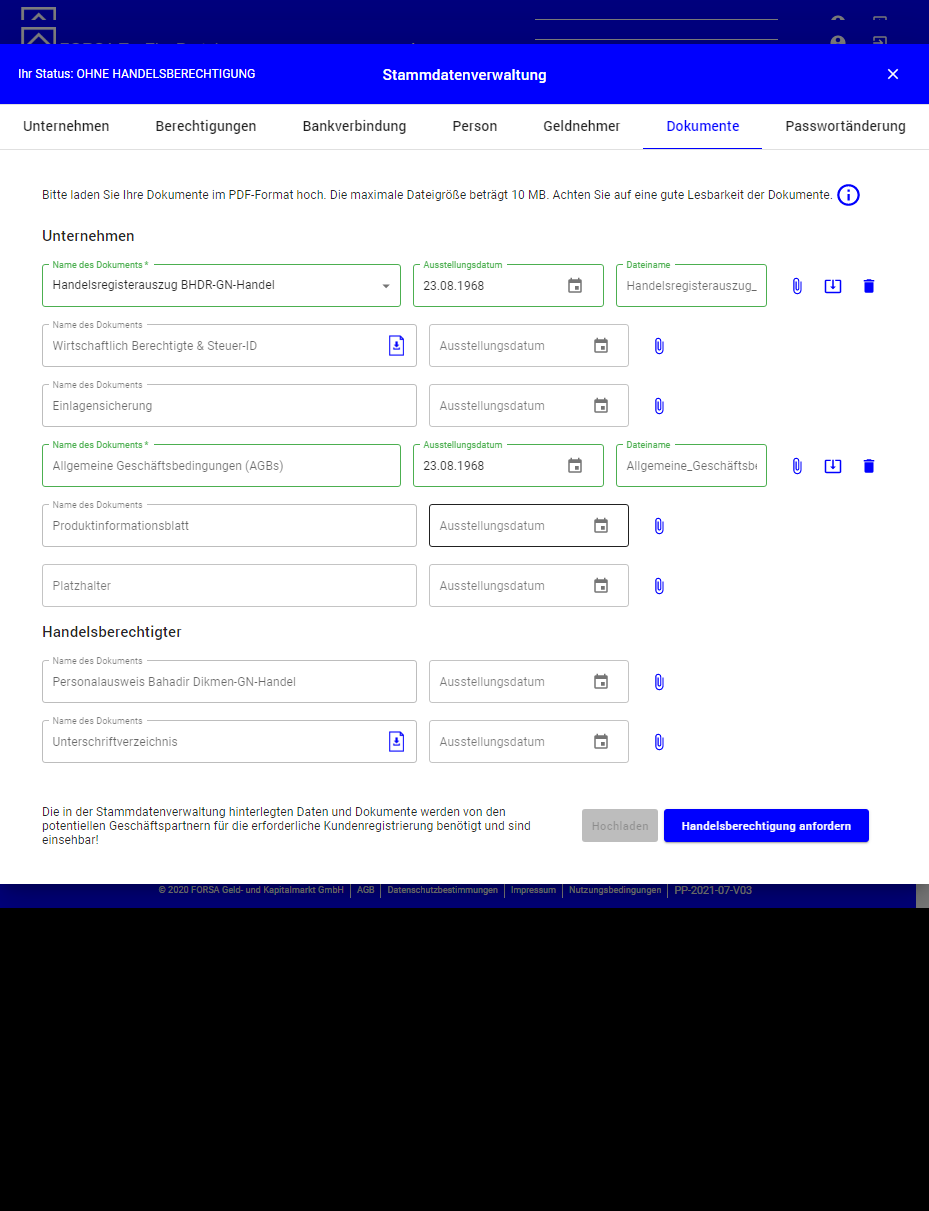 Ihr Status: OHNE HANDELSBERECHTIGUNG
Stammdatenverwaltung
Unternehmen
Berechtigungen
Bankverbindung
Person
Geldnehmer
Dokumente
Passwortänderung
Bitte laden Sie Ihre Dokumente im PDF-Format hoch. Die maximale Dateigröße beträgt 10 MB. Achten Sie auf eine gute Lesbarkeit der Dokumente.
Unternehmen
Name des Dokuments *
Ausstellungsdatum
Dateiname
Handelsregisterauszug BHDR-GN-Handel
23.08.1968
Handelsregisterauszug_
Name des Dokuments
Wirtschaftlich Berechtigte & Steuer-ID
Ausstellungsdatum
Name des Dokuments
Einlagensicherung
Ausstellungsdatum
Name des Dokuments *
Ausstellungsdatum
Dateiname
Allgemeine Geschäftsbedingungen (AGBs)
23.08.1968
Allgemeine_Geschäftsbe
Name des Dokuments
Produktinformationsblatt
Ausstellungsdatum
Platzhalter
Ausstellungsdatum
Handelsberechtigter
Name des Dokuments
Personalausweis Bahadir Dikmen-GN-Handel
Ausstellungsdatum
Name des Dokuments
Unterschriftverzeichnis
Ausstellungsdatum
Die in der Stammdatenverwaltung hinterlegten Daten und Dokumente werden von den
potentiellen Geschäftspartnern für die erforderliche Kundenregistrierung benötigt und sind
einsehbar!
Hochladen
Handelsberechtigung anfordern
© 2020 FORSA Geld- und Kapitalmarkt GmbH | AGB | Datenschutzbestimmungen | Impressum | Nutzungsbedingungen | PP-2021-07-V03